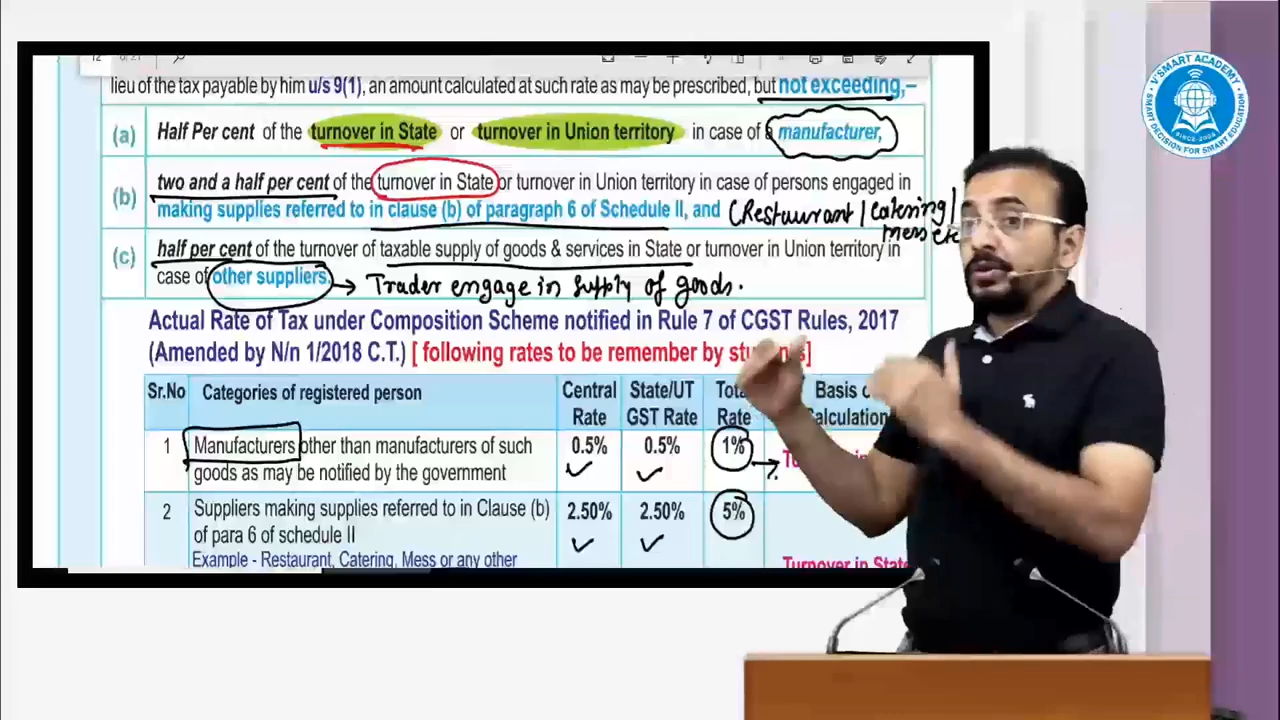 lieu of the tax payable by him u/s 9(1), an amount calculated at such rate as may be prescribed, but not exceeding,–
(a) Half Per cent of the turnover in State or turnover in Union territory in case of a manufacturer,
(b) two and a half per cent of the turnover in State or turnover in Union territory in case of persons engaged in
making supplies referred to in clause (b) of paragraph 6 of Schedule II, and (Restaurant / Catering /
mess etc
(c) half per cent of the turnover of taxable supply of goods & services in State or turnover in Union territory in
case of other suppliers. → Trader engage in supply of goods.
Actual Rate of Tax under Composition Scheme notified in Rule 7 of CGST Rules, 2017
(Amended by N/n 1/2018 C.T.) [ following rates to be remember by
Sr.No Categories of registered person Central Rate State/UT GST Rate Rate Basis
1 Manufacturers other than manufacturers of such 0.5% 0.5% 1%
goods as may be notified by the government
2 Suppliers making supplies referred to in Clause (b) 2.50% 2.50% 5%
of para 6 of schedule II
Example - Restaurant, Catering, Mess or any other Turnover in State
V'SMART ACADEMY
SINCE-2008
SMART DECISION FOR SMART EDUCATION